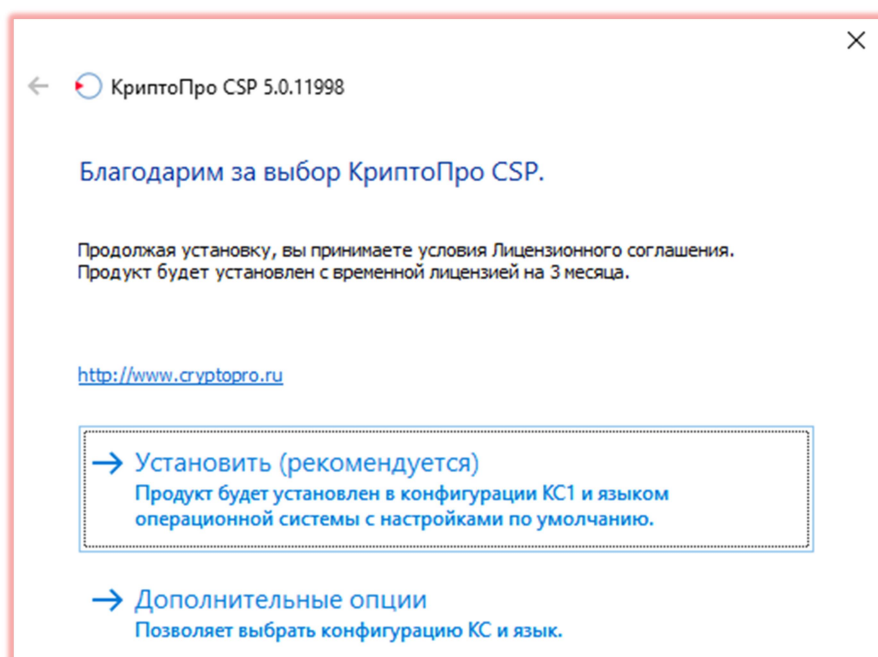 КриптоПро CSP 5.0.11998
Благодарим за выбор КриптоПро CSP.
Продолжая установку, вы принимаете условия Лицензионного соглашения.
Продукт будет установлен с временной лицензией на 3 месяца.
http://www.cryptopro.ru
Установить (рекомендуется)
Продукт будет установлен в конфигурации КС1 и языком
операционной системы с настройками по умолчанию.
Дополнительные опции
Позволяет выбрать конфигурацию КС и язык.